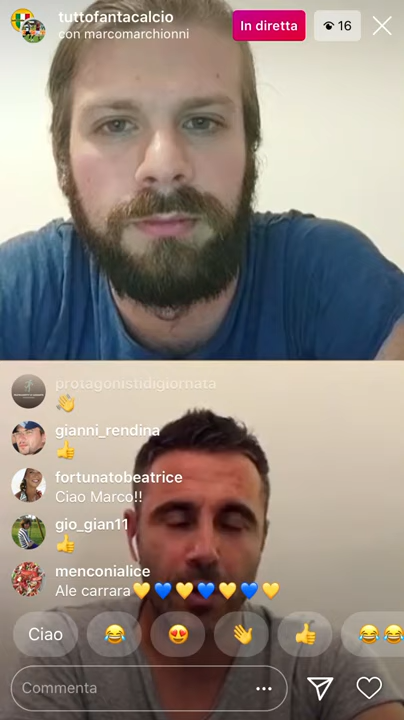 tuttofantacalcio
con marcomarchionni
In diretta
16
protagonistidigiornata
👋
gianni_rendina
👍
fortunatobeatrice
Ciao Marco!!
gio_gian11
👍
menconialice
Ale carrara💛💙💛💙💛💙💛
Ciao 😂 😍 👋 👍 😂😂
Commenta